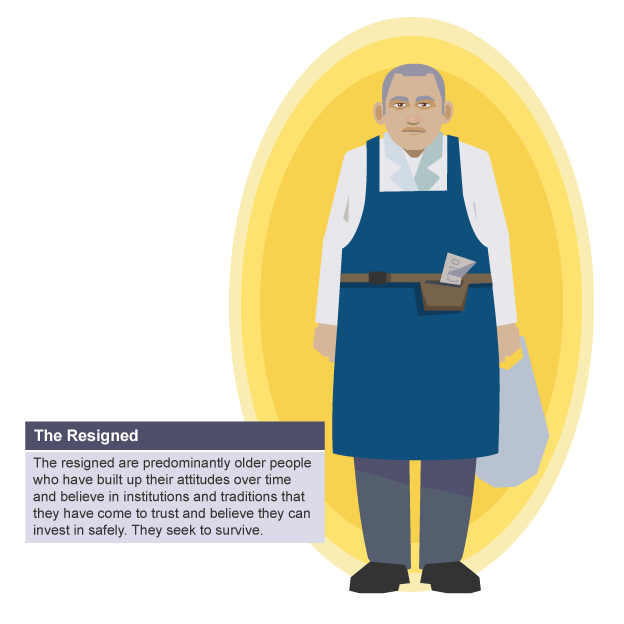 The Resigned
The resigned are predominantly older people
who have built up their attitudes over time
and believe in institutions and traditions that
they have come to trust and believe they can
invest in safely. They seek to survive.